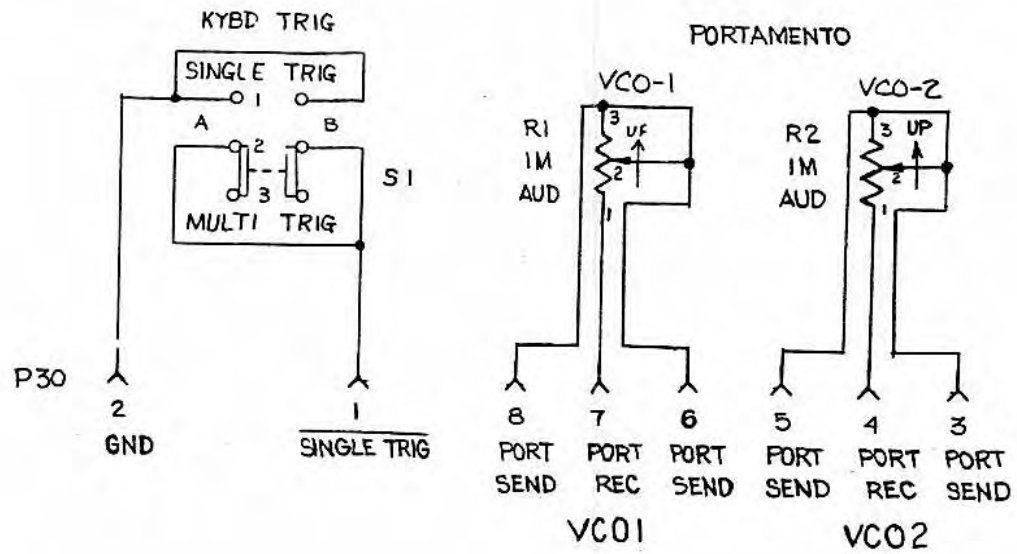 KYBD TRIG
SINGLE TRIG
1
A
B
2
3
S1
MULTI TRIG
P30
2
GND
1
SINGLE TRIG
PORTAMENTO
VCO-1
R1
1M
AUD
3
UP
2
1
8
PORT
SEND
7
PORT
REC
6
PORT
SEND
VCO1
VCO-2
R2
1M
AUD
3
UP
2
1
5
PORT
SEND
4
PORT
REC
3
PORT
SEND
VCO2